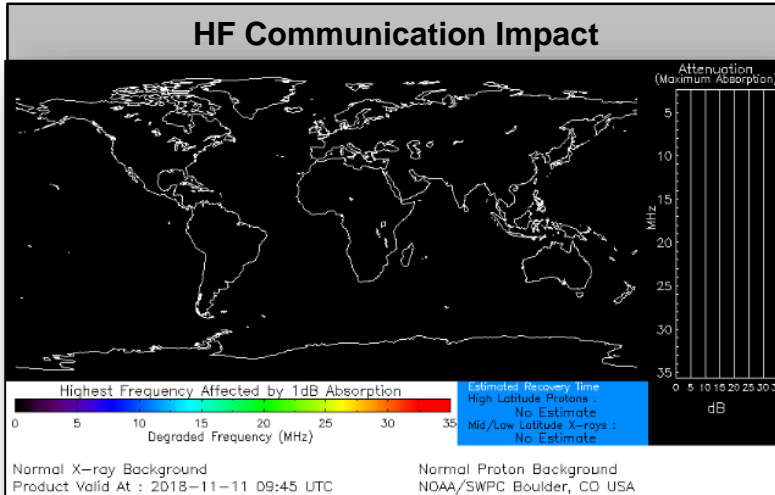 HF Communication Impact
Attenuation
(Maximum Absorption)
5
10
15
20
25
30
35
MHz
0 5 10 15 20 25 30
dB
Highest Frequency Affected by 1dB Absorption
0 5 10 15 20 25 30 35
Degraded Frequency (MHz)
Estimated Recovery Time
High Latitude Protons :
No Estimate
Mid/Low Latitude X-rays :
No Estimate
Normal X-ray Background
Product Valid At : 2018-11-11 09:45 UTC
Normal Proton Background
NOAA/SWPC Boulder, CO USA